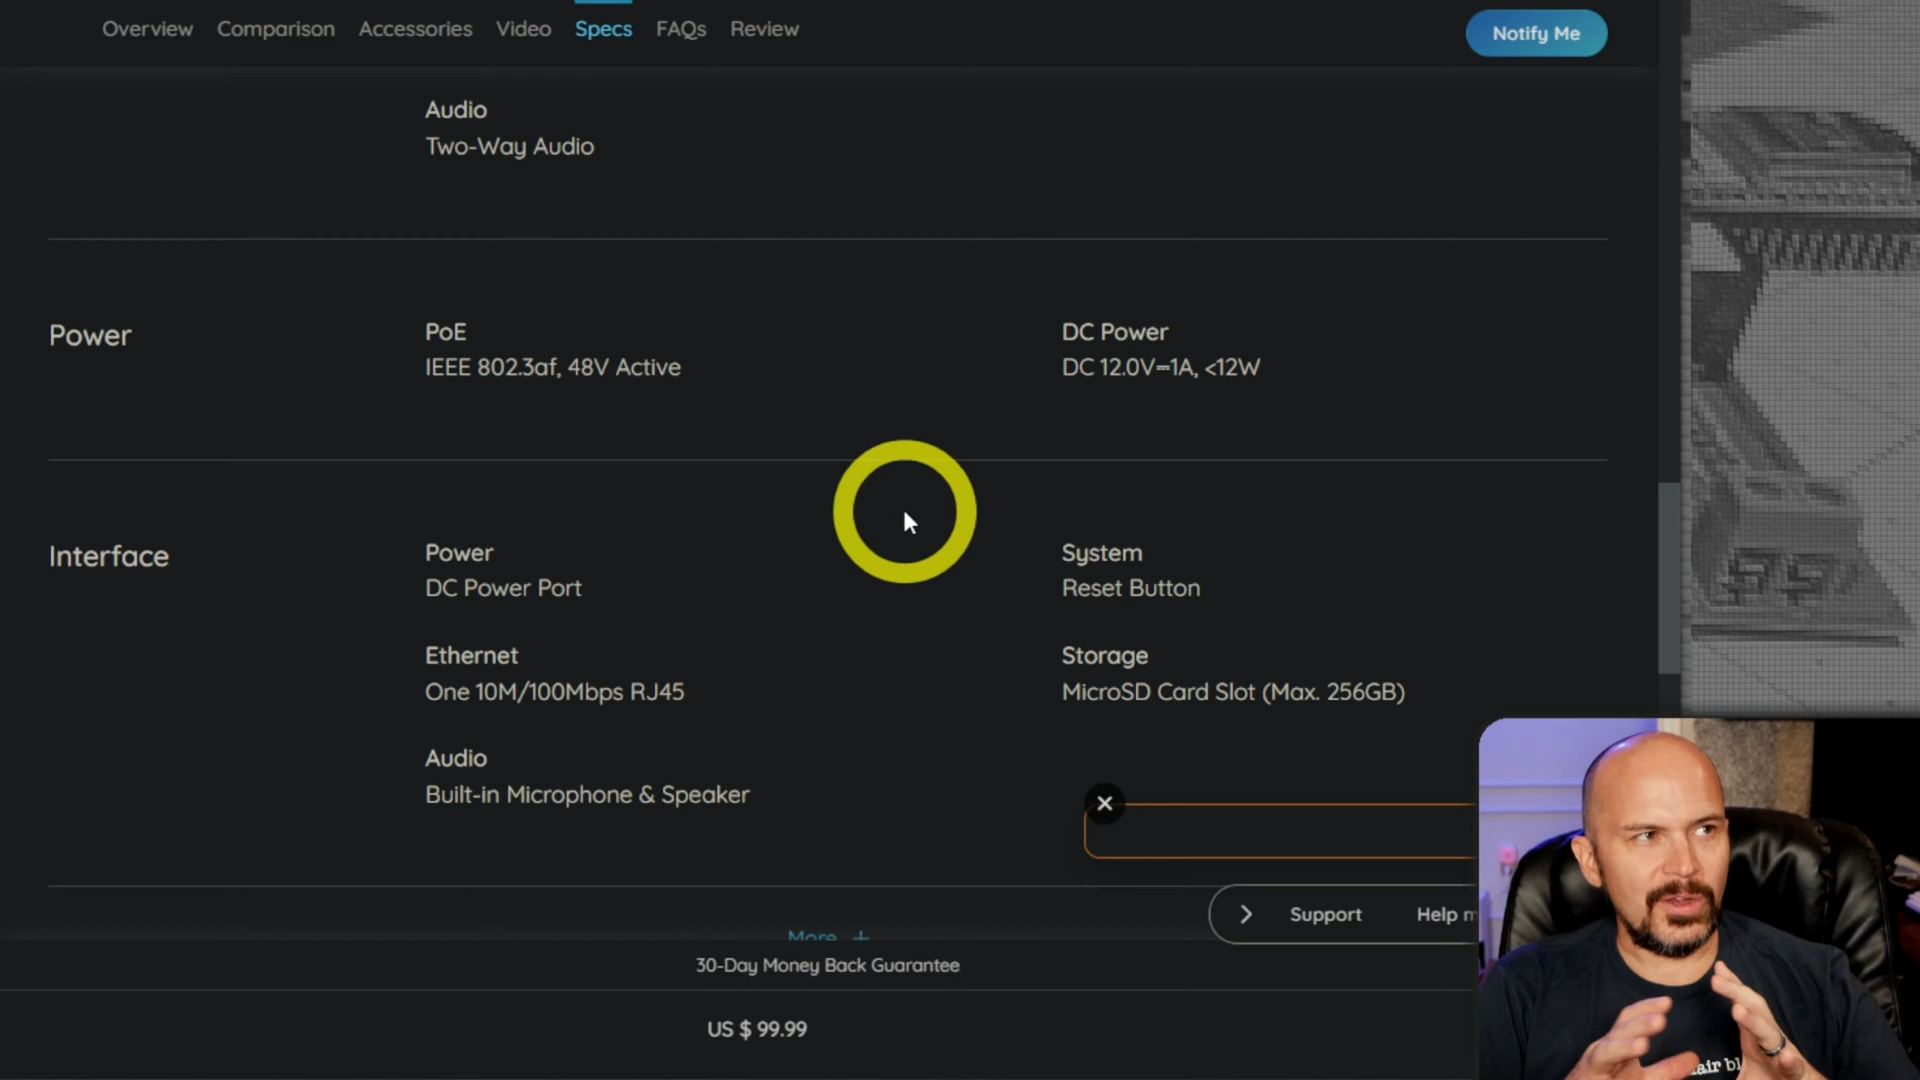 Overview Comparison Accessories Video Specs FAQs Review
Notify Me
Audio
Two-Way Audio
Power
PoE
IEEE 802.3af, 48V Active
DC Power
DC 12.0V⎓1A, <12W
Interface
Power
DC Power Port
System
Reset Button
Ethernet
One 10M/100Mbps RJ45
Storage
MicroSD Card Slot (Max. 256GB)
Audio
Built-in Microphone & Speaker
Support Help
More +
30-Day Money Back Guarantee
US $ 99.99